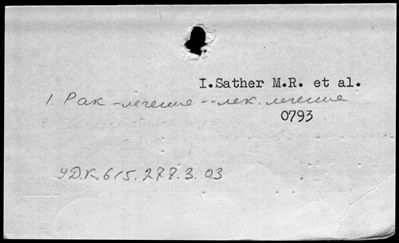 I.Sather M.R. et al.
1. Рак - лечение -- лек. лечение
0793
УДК 615.277.3.03